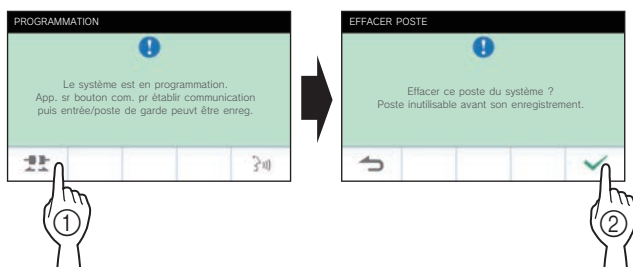 PROGRAMMATION
Le système est en programmation.
App. sr bouton com. pr établir communication
puis entrée/poste de garde peuvt être enreg.
①
EFFACER POSTE
Effacer ce poste du système ?
Poste inutilisable avant son enregistrement.
②